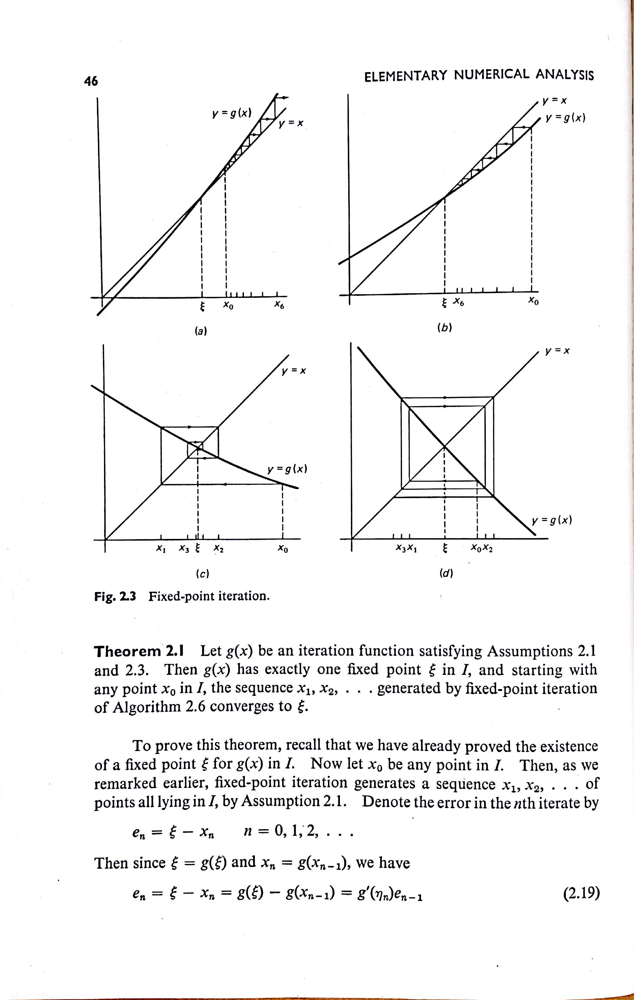 46
ELEMENTARY NUMERICAL ANALYSIS
y = g(x)
y = x
ξ x₀ x₆
(a)
y = x
y = g(x)
ξ x₆ x₀
(b)
y = x
y = g(x)
x₁ x₃ ξ x₂ x₀
(c)
y = x
y = g(x)
x₃x₁ ξ x₀x₂
(d)
Fig. 2.3 Fixed-point iteration.
Theorem 2.1 Let g(x) be an iteration function satisfying Assumptions 2.1
and 2.3. Then g(x) has exactly one fixed point ξ in I, and starting with
any point x₀ in I, the sequence x₁, x₂, . . . generated by fixed-point iteration
of Algorithm 2.6 converges to ξ.
To prove this theorem, recall that we have already proved the existence
of a fixed point ξ for g(x) in I. Now let x₀ be any point in I. Then, as we
remarked earlier, fixed-point iteration generates a sequence x₁, x₂, . . . of
points all lying in I, by Assumption 2.1. Denote the error in the nth iterate by
eₙ = ξ − xₙ n = 0, 1, 2, . . .
Then since ξ = g(ξ) and xₙ = g(xₙ₋₁), we have
eₙ = ξ − xₙ = g(ξ) − g(xₙ₋₁) = g′(ηₙ)eₙ₋₁ (2.19)